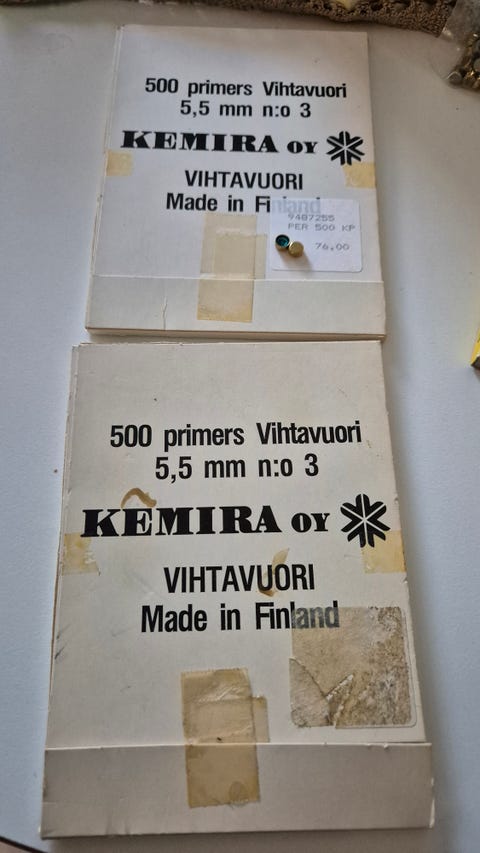 500 primers Vihtavuori
5,5 mm n:o 3
KEMIRA OY
VIHTAVUORI
Made in Finland
9487255
PER 500 KP
76,00
500 primers Vihtavuori
5,5 mm n:o 3
KEMIRA OY
VIHTAVUORI
Made in Finland